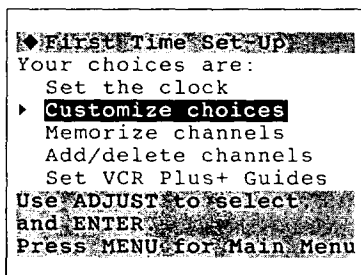 ◆First Time Set-Up
Your choices are:
Set the clock
▸ Customize choices
Memorize channels
Add/delete channels
Set VCR Plus+ Guides
Use ADJUST to select
and ENTER.
Press MENU for Main Menu